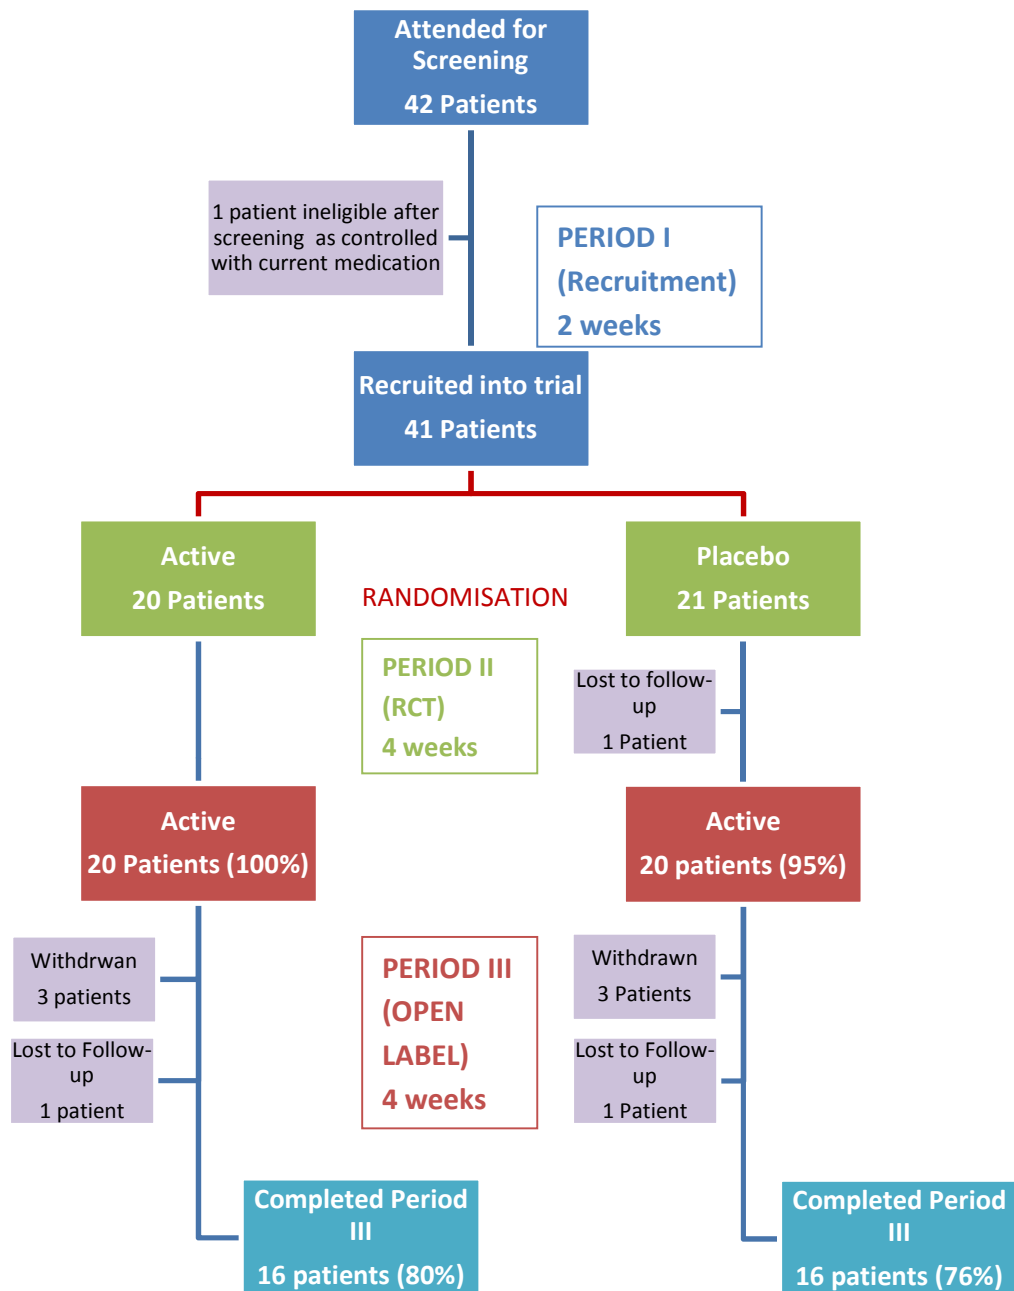 Attended for
Screening
42 Patients
1 patient ineligible after
screening as controlled
with current medication
PERIOD I
(Recruitment)
2 weeks
Recruited into trial
41 Patients
Active
20 Patients
RANDOMISATION
Placebo
21 Patients
PERIOD II
(RCT)
4 weeks
Lost to follow-
up
1 Patient
Active
20 Patients (100%)
Active
20 patients (95%)
Withdrwan
3 patients
PERIOD III
(OPEN
LABEL)
4 weeks
Withdrawn
3 Patients
Lost to Follow-
up
1 patient
Lost to Follow-
up
1 Patient
Completed Period
III
16 patients (80%)
Completed Period
III
16 patients (76%)